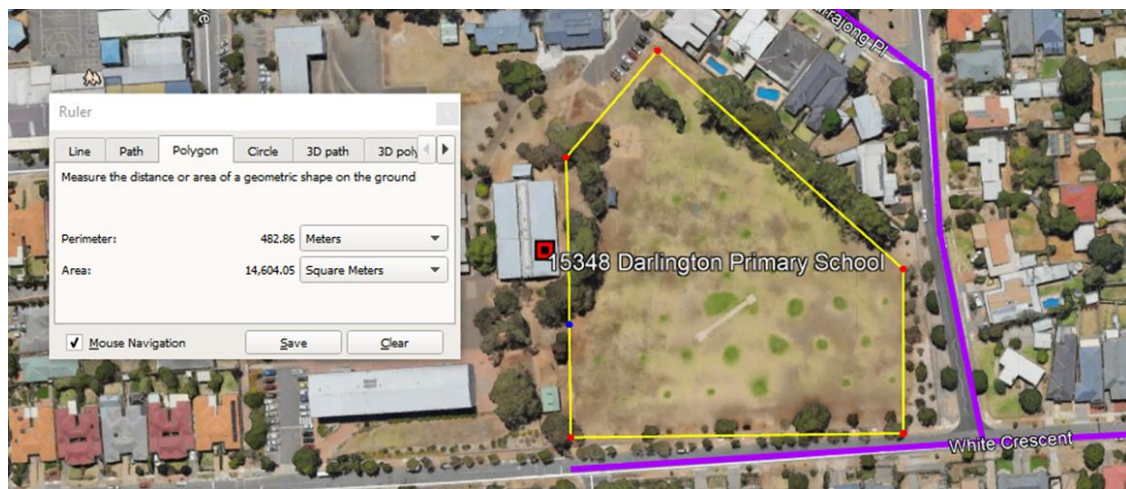 Ruler
Line Path Polygon Circle 3D path 3D poly
Measure the distance or area of a geometric shape on the ground
Perimeter: 482.86 Meters
Area: 14,604.05 Square Meters
Mouse Navigation Save Clear
15348 Darlington Primary School
White Crescent